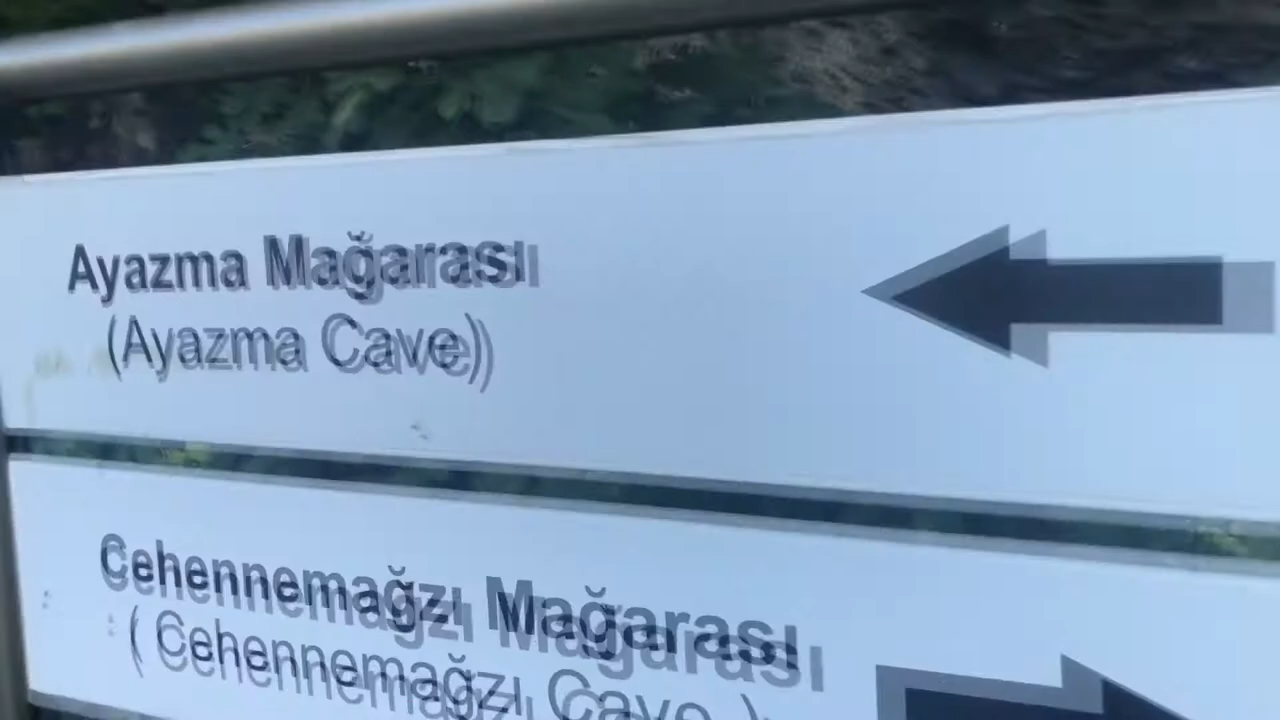 Ayazma Mağarası
(Ayazma Cave)
Cehennemağzı Mağarası
( Cehennemağzı Cave )